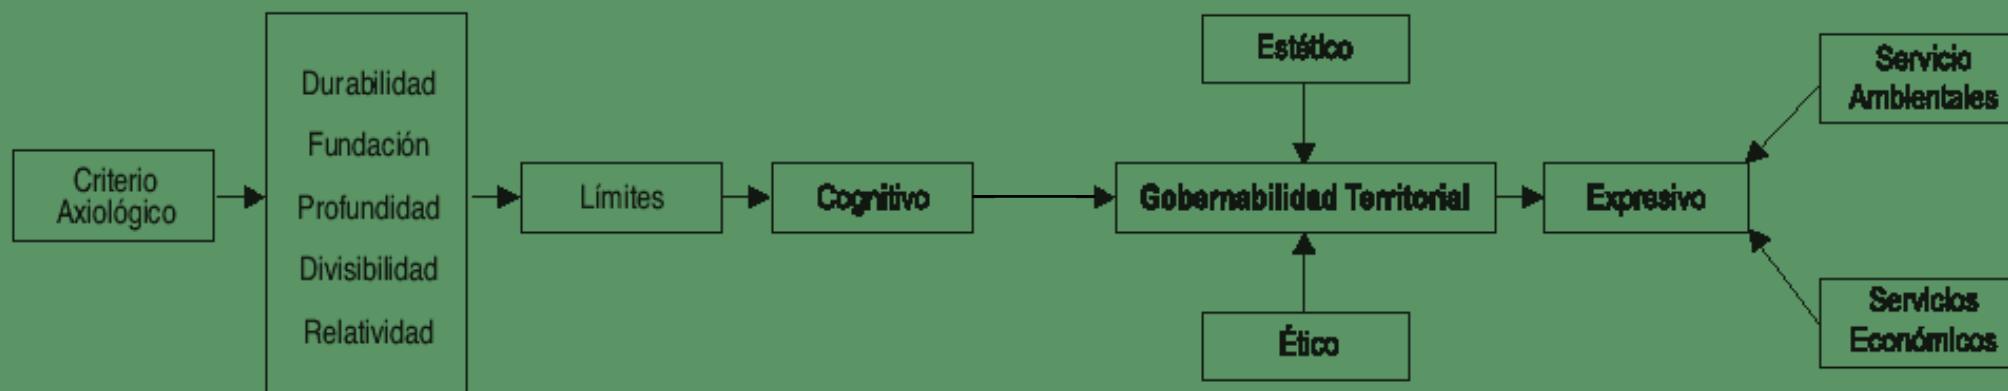 Criterio
Axiológico
Durabilidad
Fundación
Profundidad
Divisibilidad
Relatividad
Límites
Cognitivo
Estético
Gobernabilidad Territorial
Ético
Expresivo
Servicio
Ambientales
Servicios
Económicos